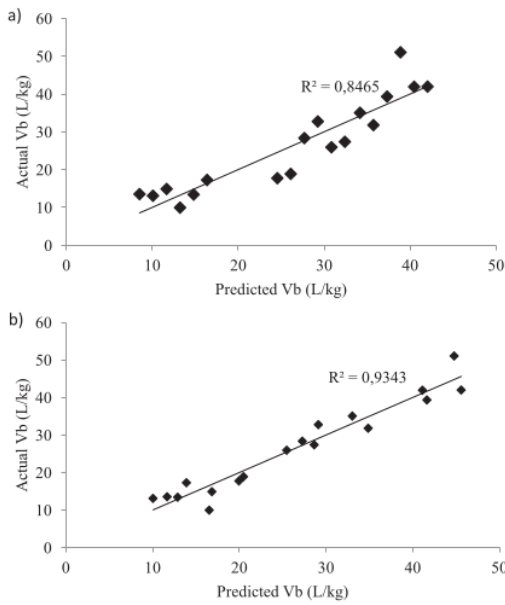 a)
60
50
40
30
20
10
0
Actual Vb (L/kg)
R² = 0,8465
0 10 20 30 40 50
Predicted Vb (L/kg)
b)
60
50
40
30
20
10
0
Actual Vb (L/kg)
R² = 0,9343
0 10 20 30 40 50
Predicted Vb (L/kg)